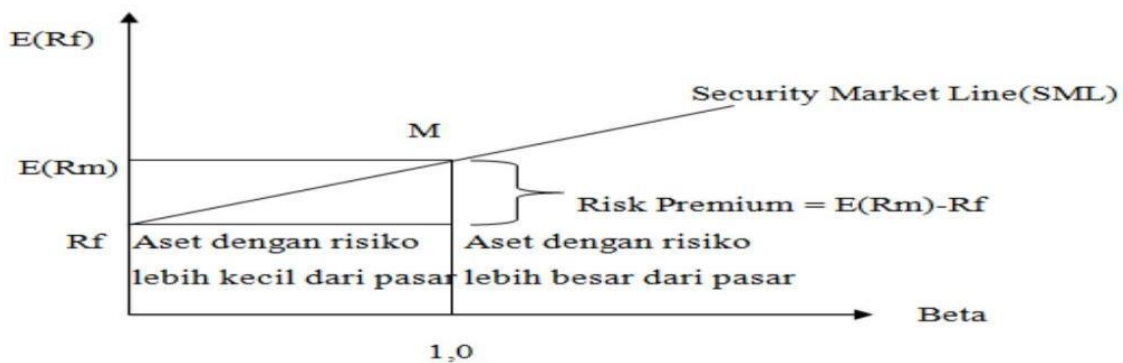 E(Rf)
Security Market Line(SML)
M
E(Rm)
Risk Premium = E(Rm)-Rf
Rf
Aset dengan risiko
lebih kecil dari pasar
Aset dengan risiko
lebih besar dari pasar
Beta
1,0